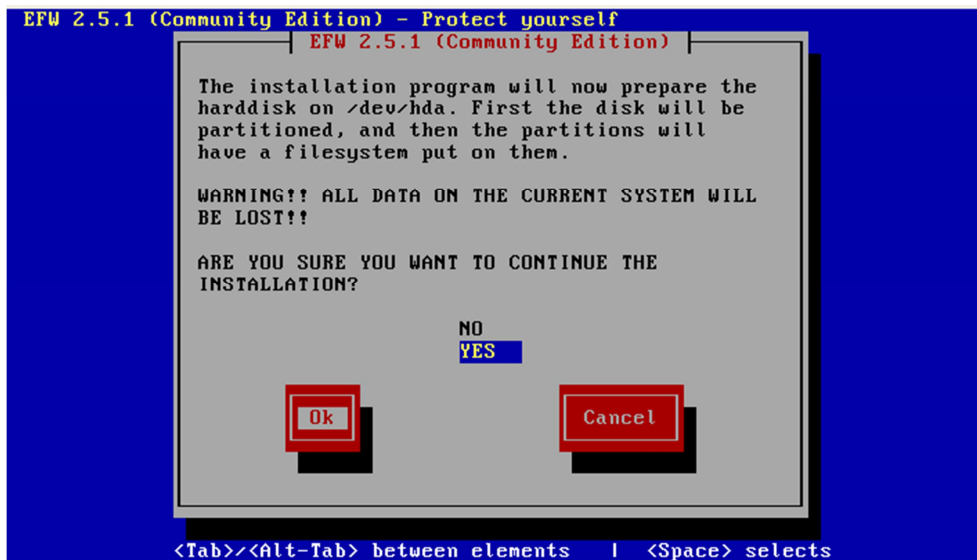 EFW 2.5.1 (Community Edition) - Protect yourself
EFW 2.5.1 (Community Edition)
The installation program will now prepare the
harddisk on /dev/hda. First the disk will be
partitioned, and then the partitions will
have a filesystem put on them.
WARNING!! ALL DATA ON THE CURRENT SYSTEM WILL
BE LOST!!
ARE YOU SURE YOU WANT TO CONTINUE THE
INSTALLATION?
NO
YES
Ok Cancel
<Tab>/<Alt-Tab> between elements | <Space> selects